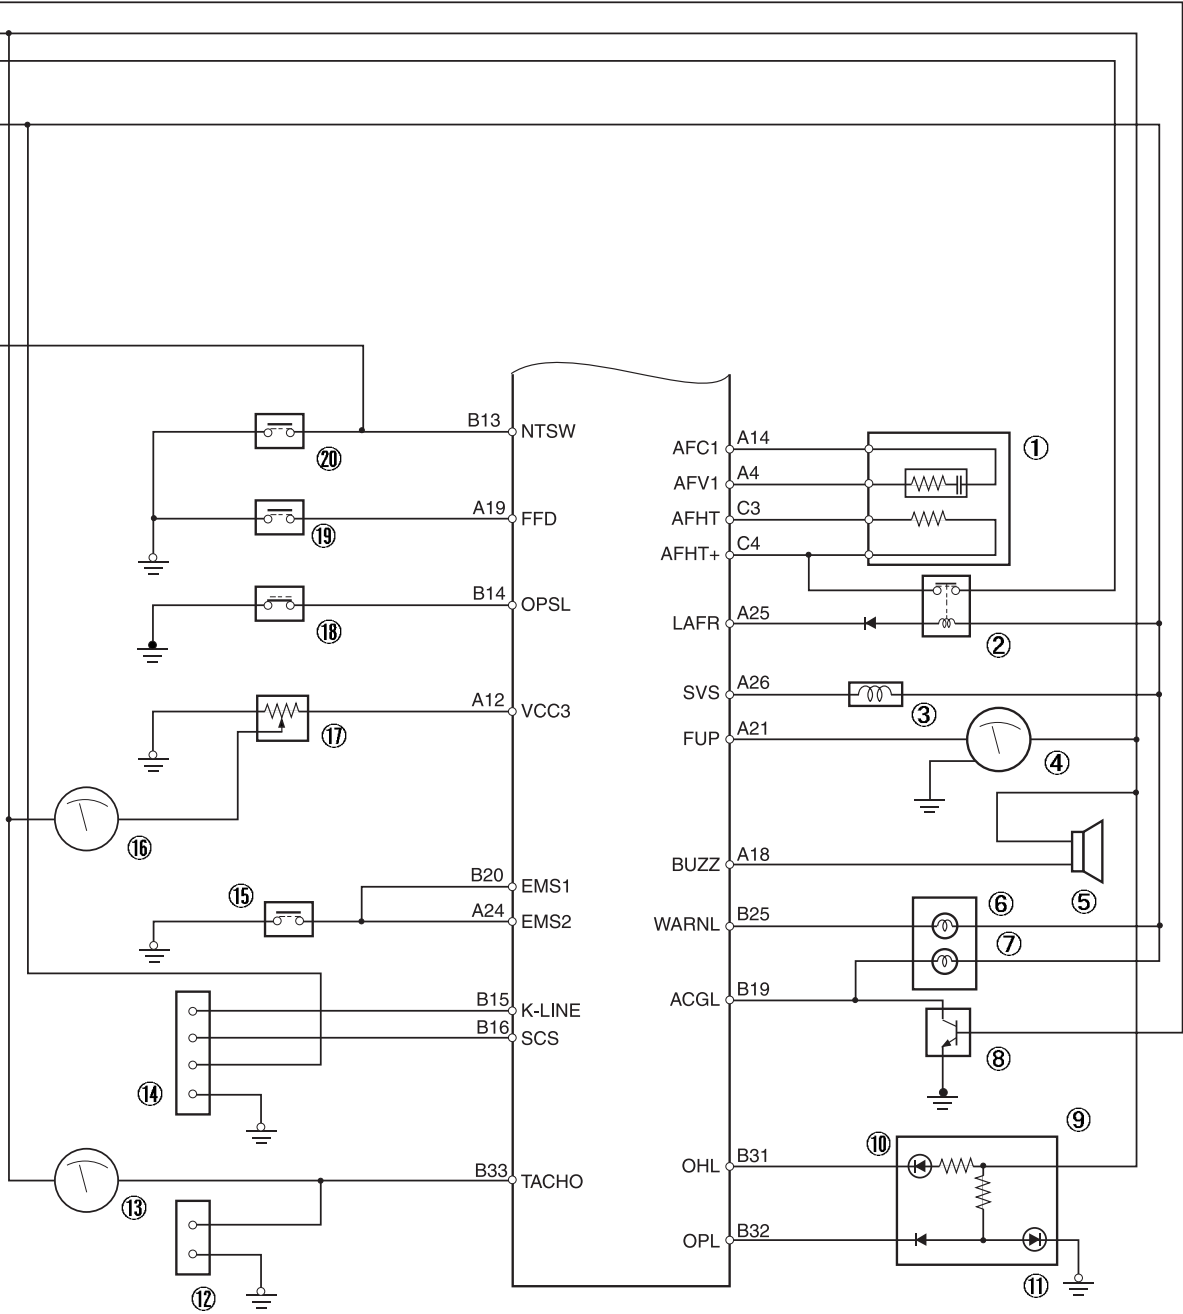 B13
NTSW
⑳
AFC1
A14
①
AFV1
A4
A19
FFD
⑲
AFHT
C3
AFHT+
C4
B14
OPSL
⑱
LAFR
A25
②
SVS
A26
③
A12
VCC3
⑰
FUP
A21
④
⑯
BUZZ
A18
⑤
B20
EMS1
⑮
A24
EMS2
WARNL
B25
⑥
⑦
ACGL
B19
B15
K-LINE
B16
SCS
⑧
⑭
⑨
⑩
OHL
B31
B33
TACHO
⑬
OPL
B32
⑪
⑫